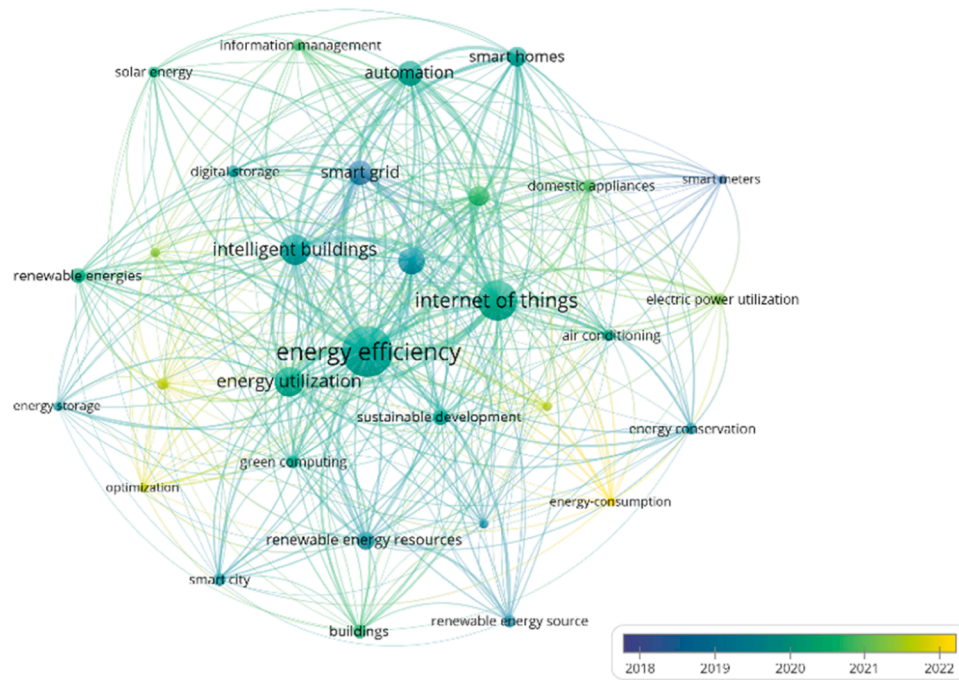 information management
smart homes
solar energy
automation
digital storage
smart grid
domestic appliances
smart meters
intelligent buildings
renewable energies
internet of things
electric power utilization
air conditioning
energy efficiency
energy utilization
energy storage
sustainable development
energy conservation
green computing
optimization
energy-consumption
renewable energy resources
smart city
renewable energy source
buildings
2018 2019 2020 2021 2022